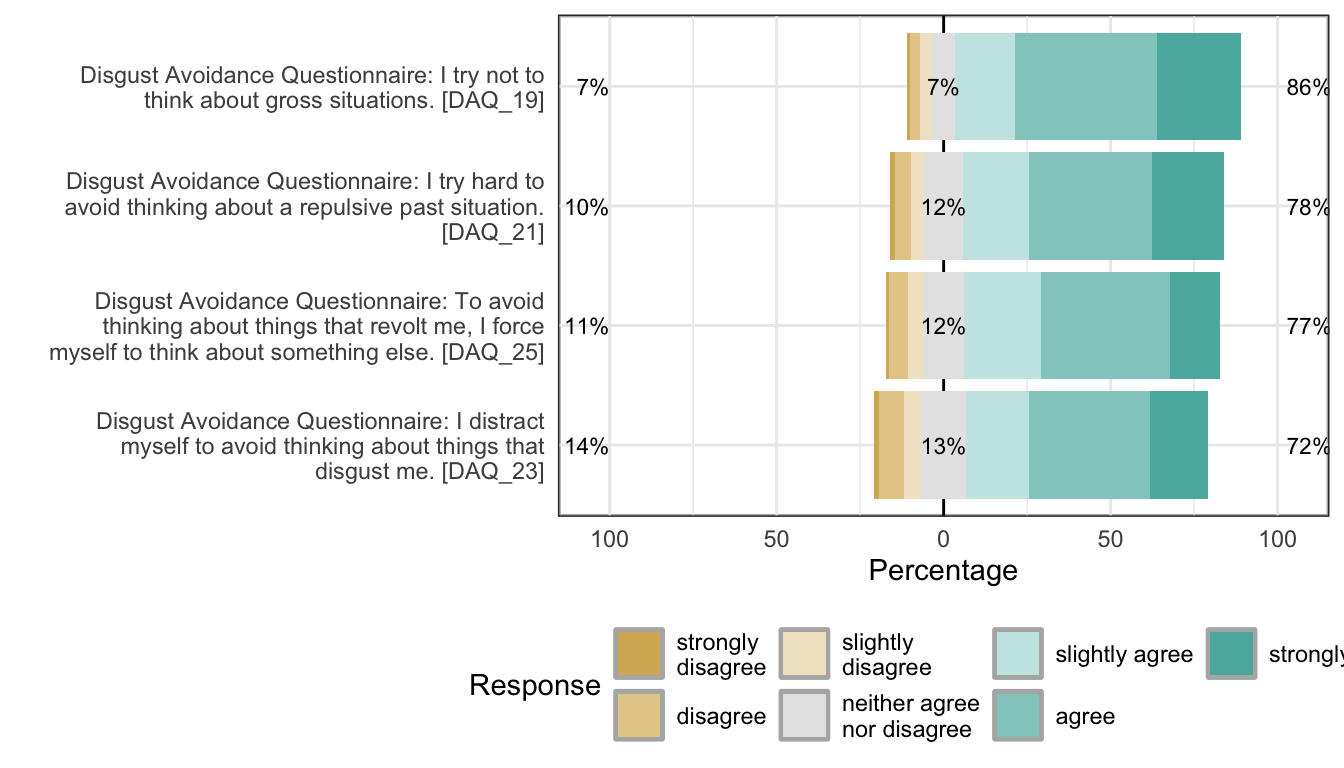 Disgust Avoidance Questionnaire: I try not to
think about gross situations. [DAQ_19]
7%
7%
86%
Disgust Avoidance Questionnaire: I try hard to
avoid thinking about a repulsive past situation.
[DAQ_21]
10%
12%
78%
Disgust Avoidance Questionnaire: To avoid
thinking about things that revolt me, I force
myself to think about something else. [DAQ_25]
11%
12%
77%
Disgust Avoidance Questionnaire: I distract
myself to avoid thinking about things that
disgust me. [DAQ_23]
14%
13%
72%
100 50 0 50 100
Percentage
Response
strongly
disagree
disagree
slightly
disagree
neither agree
nor disagree
slightly agree
agree
strongly